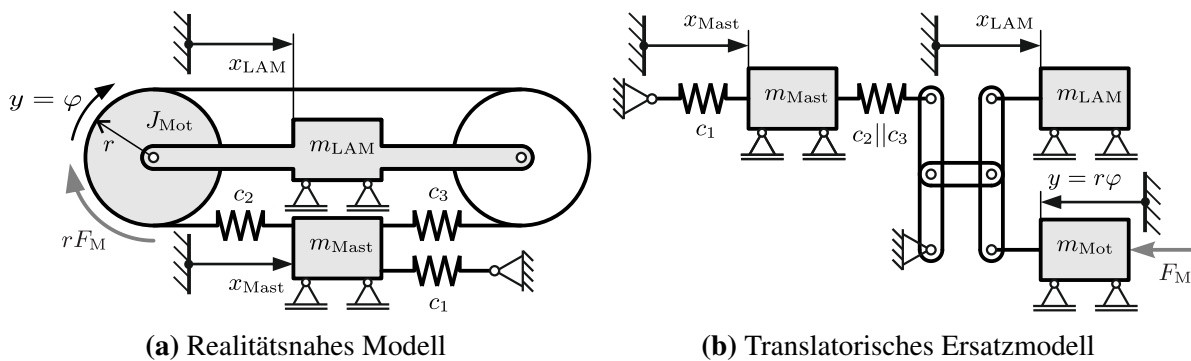 x_LAM
y = φ
J_Mot
r
m_LAM
c_2
c_3
rF_M
m_Mast
x_Mast
c_1
(a) Realitätsnahes Modell
x_Mast
x_LAM
m_Mast
m_LAM
c_1
c_2||c_3
y = rφ
m_Mot
F_M
(b) Translatorisches Ersatzmodell